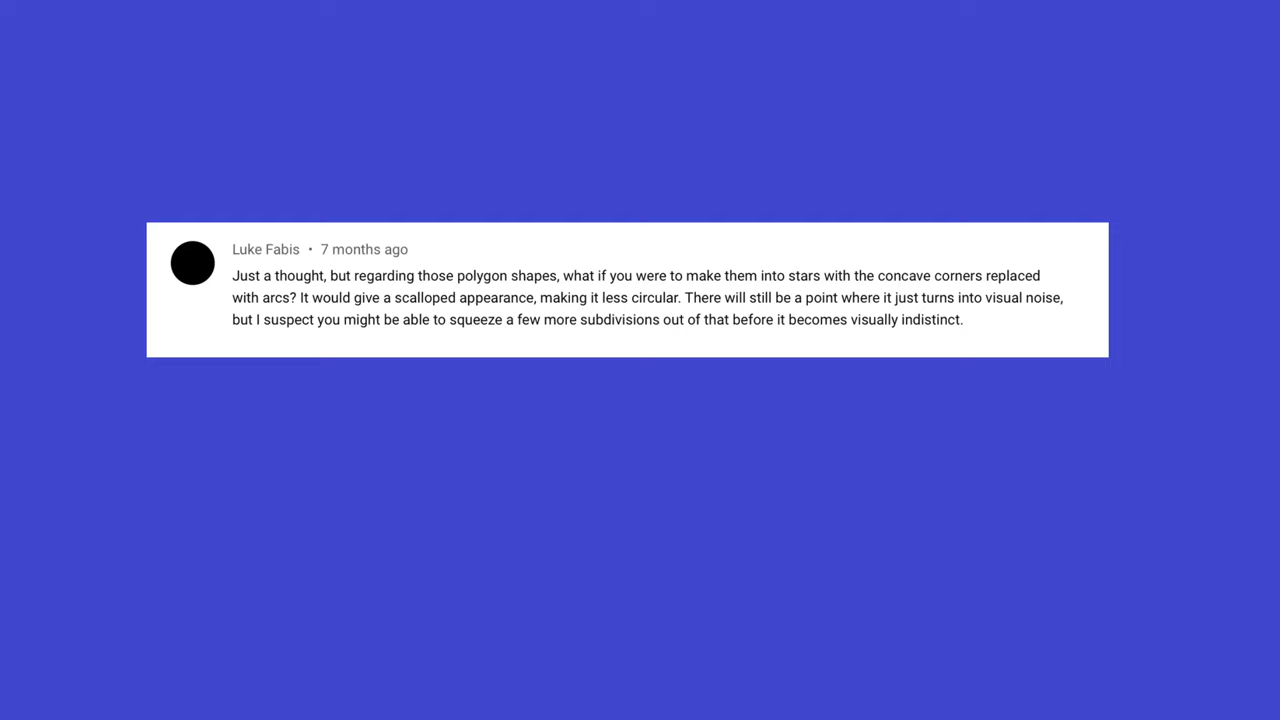 Luke Fabis • 7 months ago
Just a thought, but regarding those polygon shapes, what if you were to make them into stars with the concave corners replaced
with arcs? It would give a scalloped appearance, making it less circular. There will still be a point where it just turns into visual noise,
but I suspect you might be able to squeeze a few more subdivisions out of that before it becomes visually indistinct.